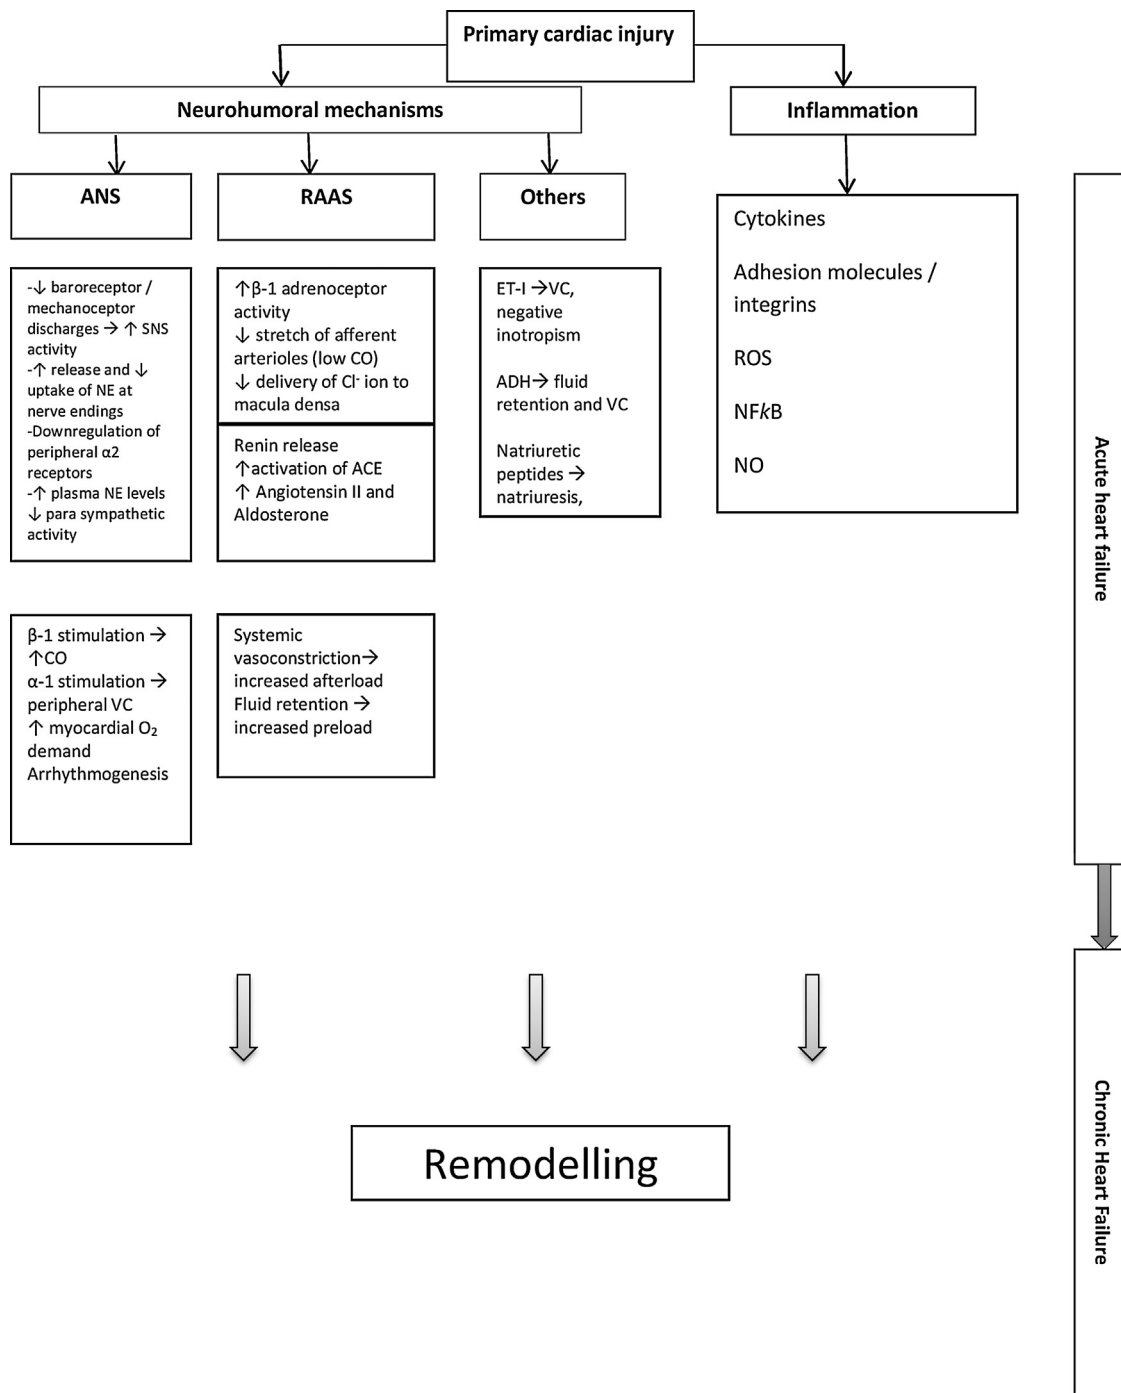 Primary cardiac injury
Neurohumoral mechanisms
Inflammation
ANS
RAAS
Others
-↓ baroreceptor /
mechanoceptor
discharges → ↑ SNS
activity
-↑ release and ↓
uptake of NE at
nerve endings
-Downregulation of
peripheral α2
receptors
-↑ plasma NE levels
↓ para sympathetic
activity
↑β-1 adrenoceptor
activity
↓ stretch of afferent
arterioles (low CO)
↓ delivery of Cl⁻ ion to
macula densa
Renin release
↑activation of ACE
↑ Angiotensin II and
Aldosterone
ET-I →VC,
negative
inotropism
ADH→ fluid
retention and VC
Natriuretic
peptides →
natriuresis,
Cytokines
Adhesion molecules /
integrins
ROS
NFkB
NO
β-1 stimulation →
↑CO
α-1 stimulation →
peripheral VC
↑ myocardial O₂
demand
Arrhythmogenesis
Systemic
vasoconstriction→
increased afterload
Fluid retention →
increased preload
Acute heart failure
Remodelling
Chronic Heart Failure